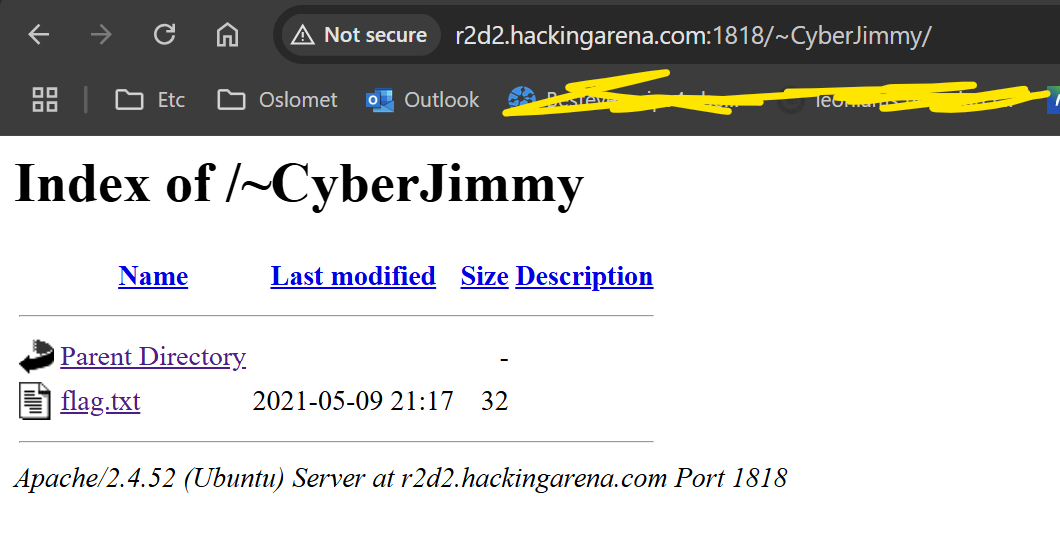 Not secure r2d2.hackingarena.com:1818/~CyberJimmy/
Etc Oslomet Outlook
Index of /~CyberJimmy
Name Last modified Size Description
Parent Directory -
flag.txt 2021-05-09 21:17 32
Apache/2.4.52 (Ubuntu) Server at r2d2.hackingarena.com Port 1818